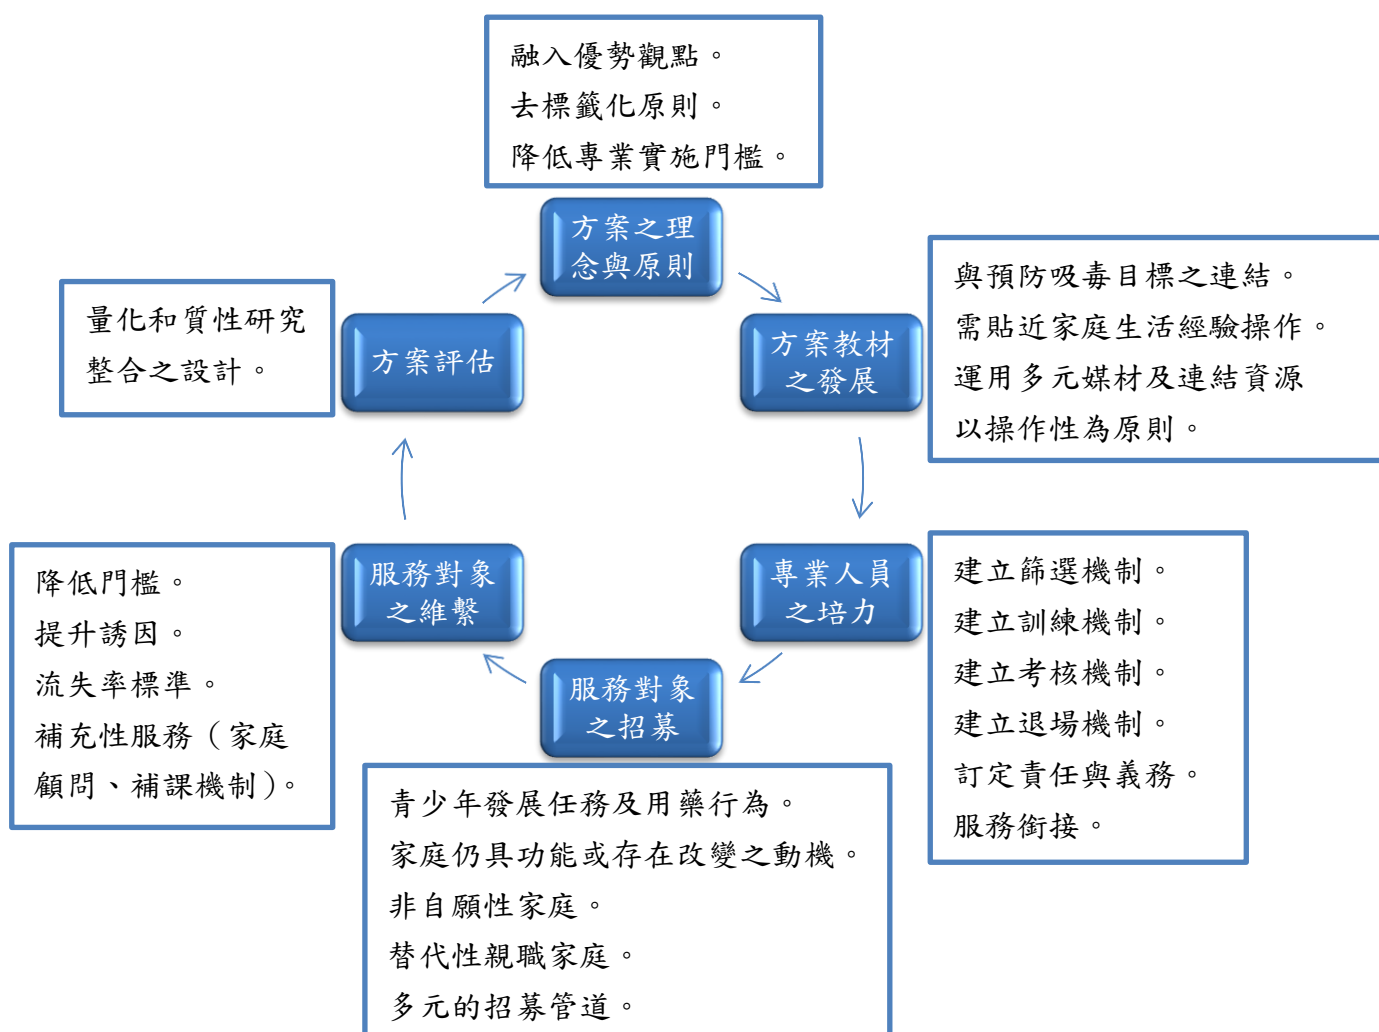 融入優勢觀點。
去標籤化原則。
降低專業實施門檻。
方案之理
念與原則
與預防吸毒目標之連結。
需貼近家庭生活經驗操作。
運用多元媒材及連結資源
以操作性為原則。
方案教材
之發展
量化和質性研究
整合之設計。
方案評估
建立篩選機制。
建立訓練機制。
建立考核機制。
建立退場機制。
訂定責任與義務。
服務銜接。
專業人員
之培力
降低門檻。
提升誘因。
流失率標準。
補充性服務（家庭
顧問、補課機制）。
服務對象
之維繫
服務對象
之招募
青少年發展任務及用藥行為。
家庭仍具功能或存在改變之動機。
非自願性家庭。
替代性親職家庭。
多元的招募管道。